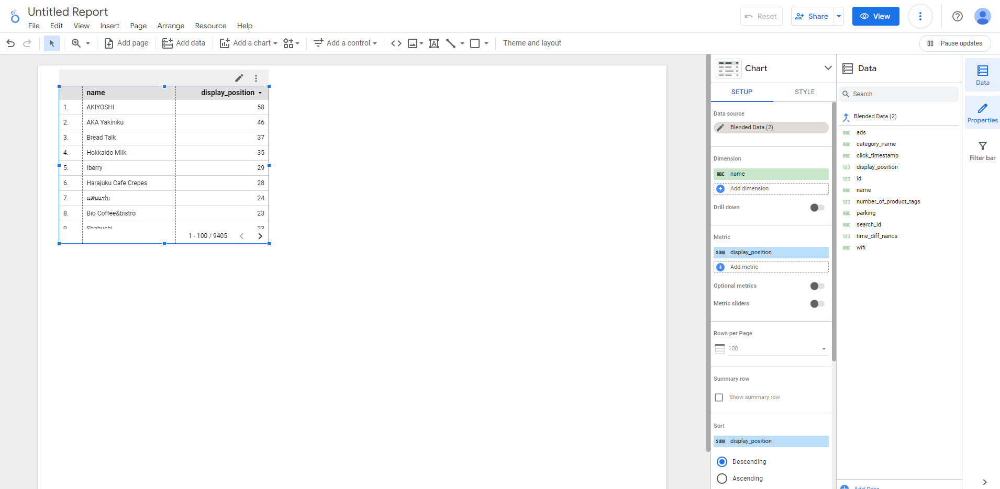 Untitled Report
File Edit View Insert Page Arrange Resource Help
Reset Share View
Add page Add data Add a chart Add a control Theme and layout Pause updates
name display_position
1. AKIYOSHI 58
2. AKA Yakiniku 46
3. Bread Talk 37
4. Hokkaido Milk 35
5. Iberry 29
6. Harajuku Cafe Crepes 28
7. แสนแซ่บ 24
8. Bio Coffee&bistro 23
9. Shabushi 23
1 - 100 / 9405
Chart
SETUP STYLE
Data source
Blended Data (2)
Dimension
ABC name
Add dimension
Drill down
Metric
SUM display_position
Add metric
Optional metrics
Metric sliders
Rows per Page
100
Summary row
Show summary row
Sort
SUM display_position
Descending
Ascending
Data
Search
Blended Data (2)
ABC ads
ABC category_name
ABC click_timestamp
123 display_position
123 id
ABC name
123 number_of_product_tags
ABC parking
ABC search_id
123 time_diff_nanos
ABC wifi
Add Data
Data
Properties
Filter bar